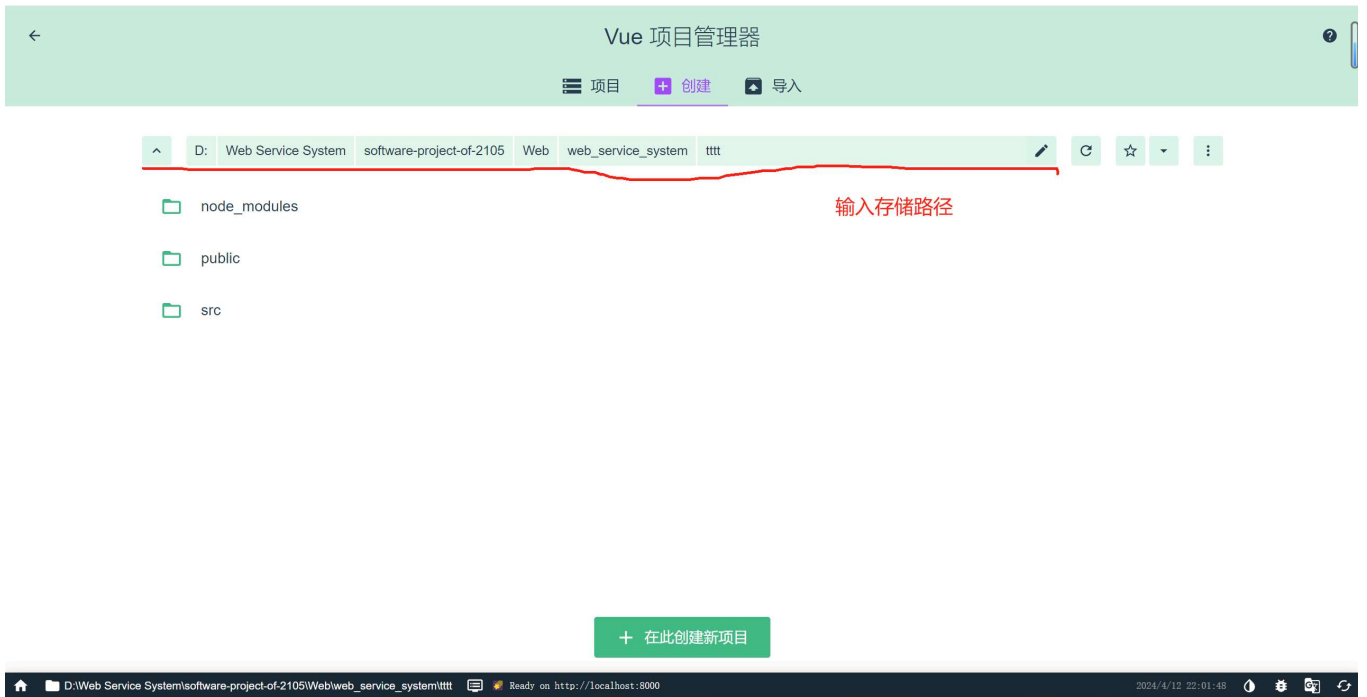 Vue 项目管理器
项目 创建 导入
D: Web Service System software-project-of-2105 Web web_service_system tttt
输入存储路径
node_modules
public
src
在此创建新项目
D:\Web Service System\software-project-of-2105\Web\web_service_system\tttt Ready on http://localhost:8000 2024/4/12 22:01:48